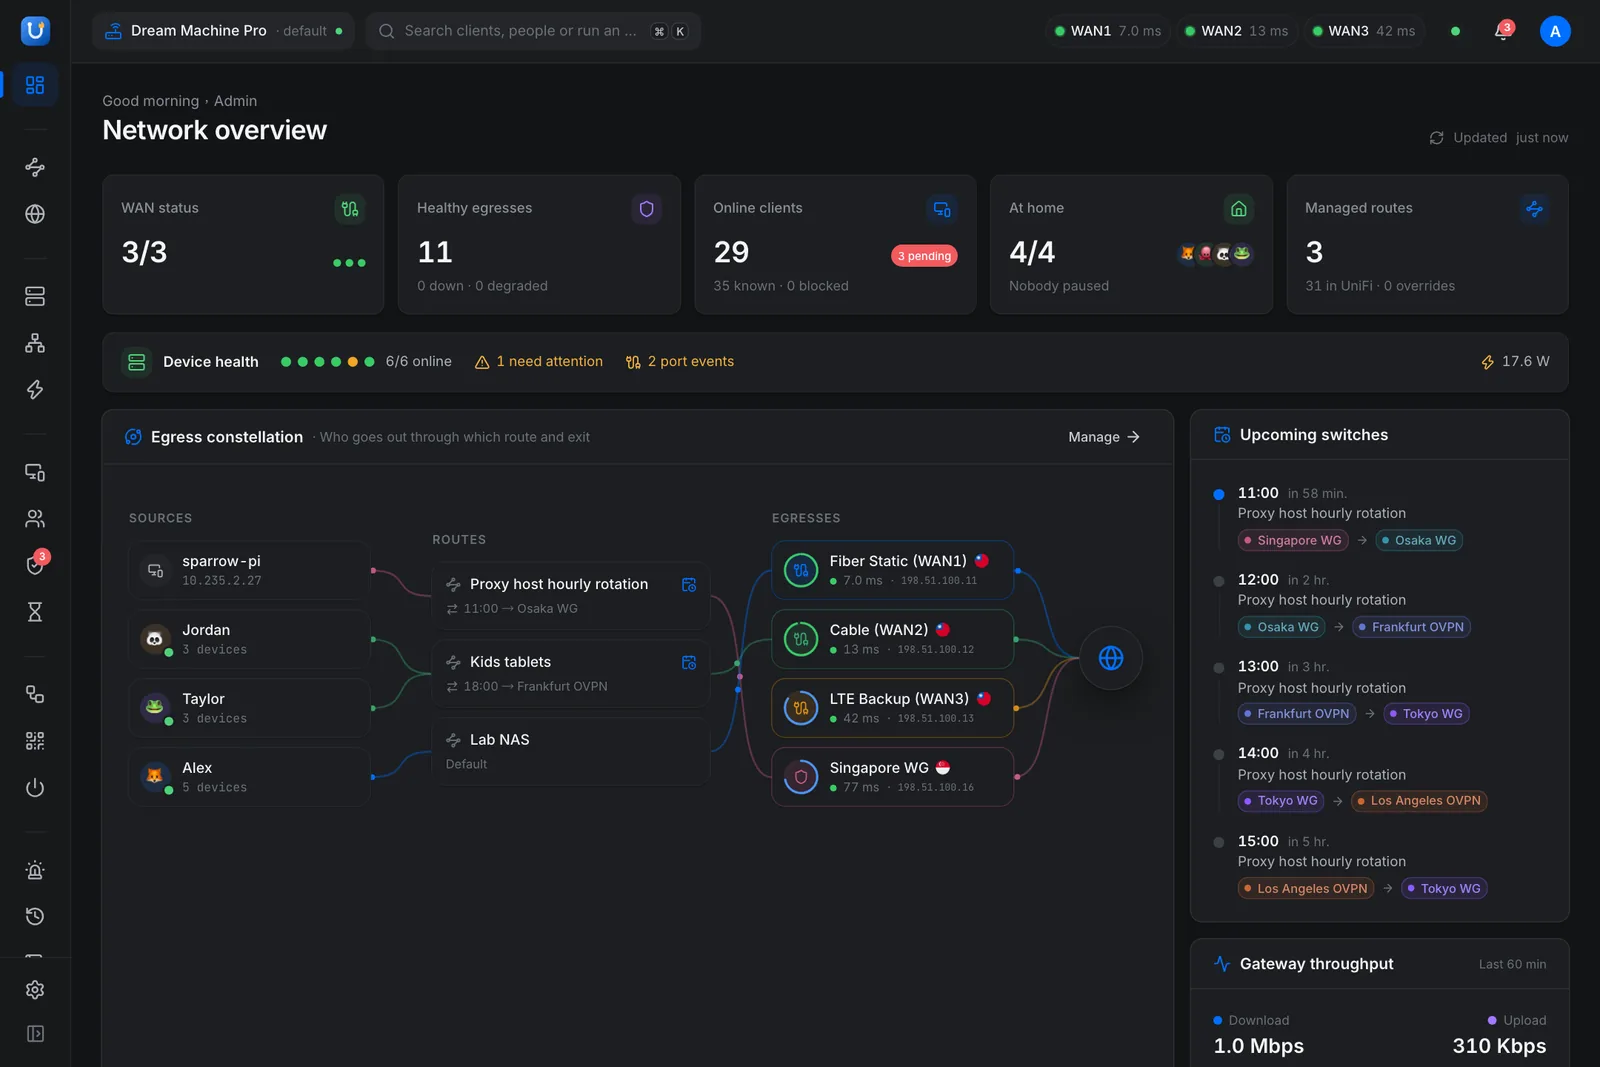 Dream Machine Pro · default
Search clients, people or run an ... ⌘ K
WAN1 7.0 ms
WAN2 13 ms
WAN3 42 ms
3
A
Good morning · Admin
Network overview
Updated just now
WAN status
3/3
Healthy egresses
11
0 down · 0 degraded
Online clients
29
3 pending
35 known · 0 blocked
At home
4/4
Nobody paused
Managed routes
3
31 in UniFi · 0 overrides
Device health
6/6 online
1 need attention
2 port events
17.6 W
Egress constellation · Who goes out through which route and exit
Manage →
SOURCES
sparrow-pi
10.235.2.27
Jordan
3 devices
Taylor
3 devices
Alex
5 devices
ROUTES
Proxy host hourly rotation
11:00 → Osaka WG
Kids tablets
18:00 → Frankfurt OVPN
Lab NAS
Default
EGRESSES
Fiber Static (WAN1)
7.0 ms · 198.51.100.11
Cable (WAN2)
13 ms · 198.51.100.12
LTE Backup (WAN3)
42 ms · 198.51.100.13
Singapore WG
77 ms · 198.51.100.16
Upcoming switches
11:00 in 58 min.
Proxy host hourly rotation
Singapore WG → Osaka WG
12:00 in 2 hr.
Proxy host hourly rotation
Osaka WG → Frankfurt OVPN
13:00 in 3 hr.
Proxy host hourly rotation
Frankfurt OVPN → Tokyo WG
14:00 in 4 hr.
Proxy host hourly rotation
Tokyo WG → Los Angeles OVPN
15:00 in 5 hr.
Proxy host hourly rotation
Los Angeles OVPN → Tokyo WG
Gateway throughput
Last 60 min
Download
1.0 Mbps
Upload
310 Kbps
3